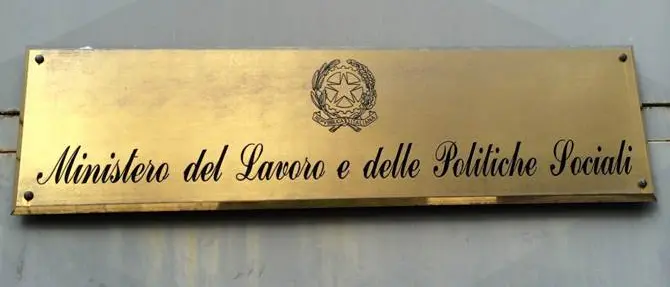 Ministero del Lavoro e delle Politiche Sociali